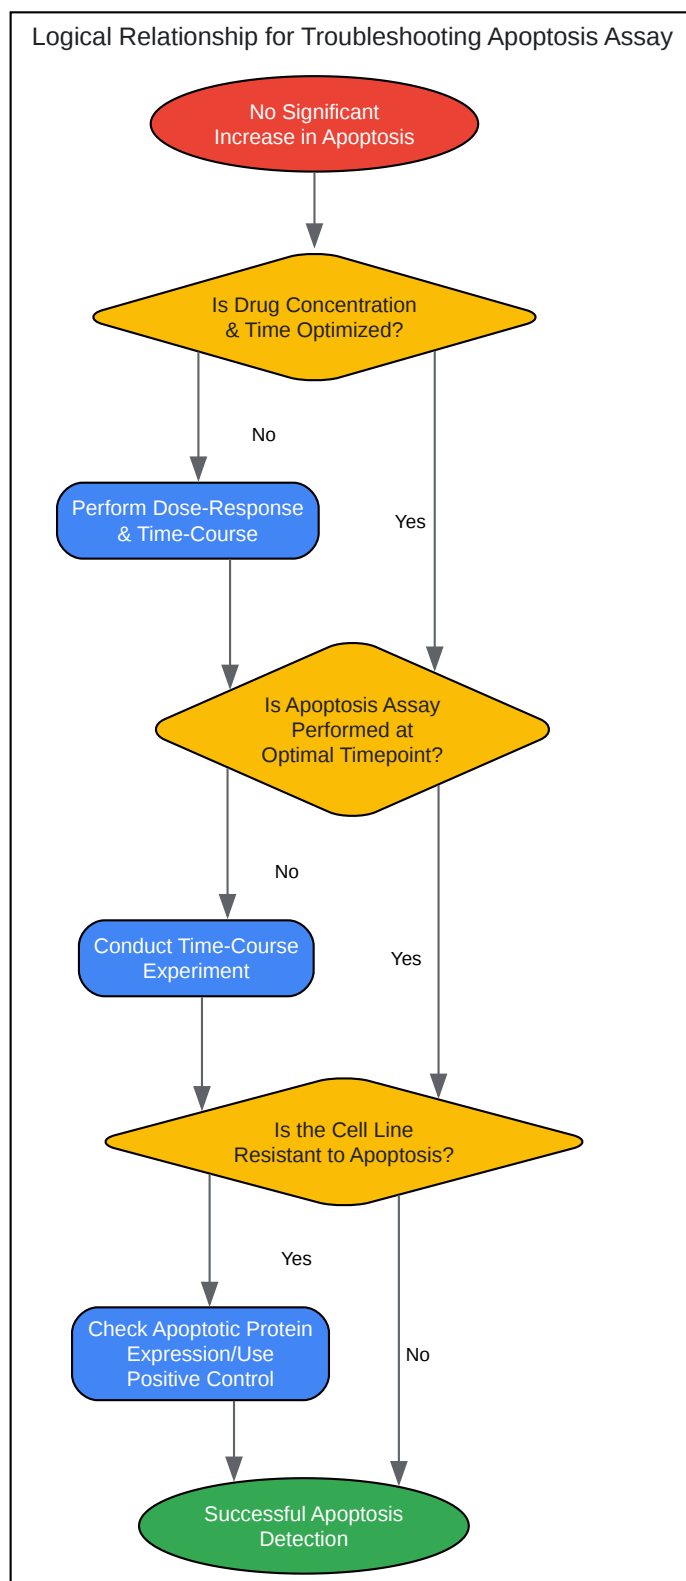 Logical Relationship for Troubleshooting Apoptosis Assay
No Significant
Increase in Apoptosis
Is Drug Concentration
& Time Optimized?
No
Perform Dose-Response
& Time-Course
Yes
Is Apoptosis Assay
Performed at
Optimal Timepoint?
No
Conduct Time-Course
Experiment
Yes
Is the Cell Line
Resistant to Apoptosis?
Yes
Check Apoptotic Protein
Expression/Use
Positive Control
No
Successful Apoptosis
Detection